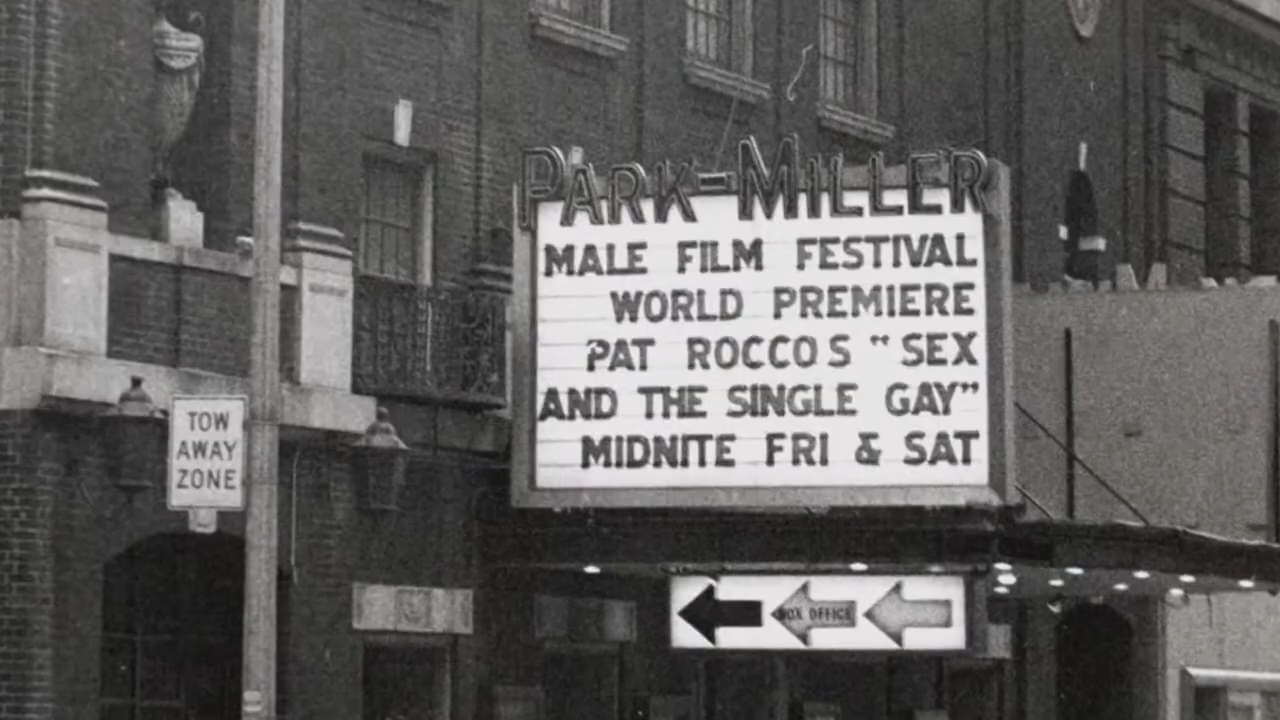 PARK-MILLER
MALE FILM FESTIVAL
WORLD PREMIERE
PAT ROCCOS "SEX
AND THE SINGLE GAY"
MIDNITE FRI & SAT
TOW
AWAY
ZONE
BOX OFFICE